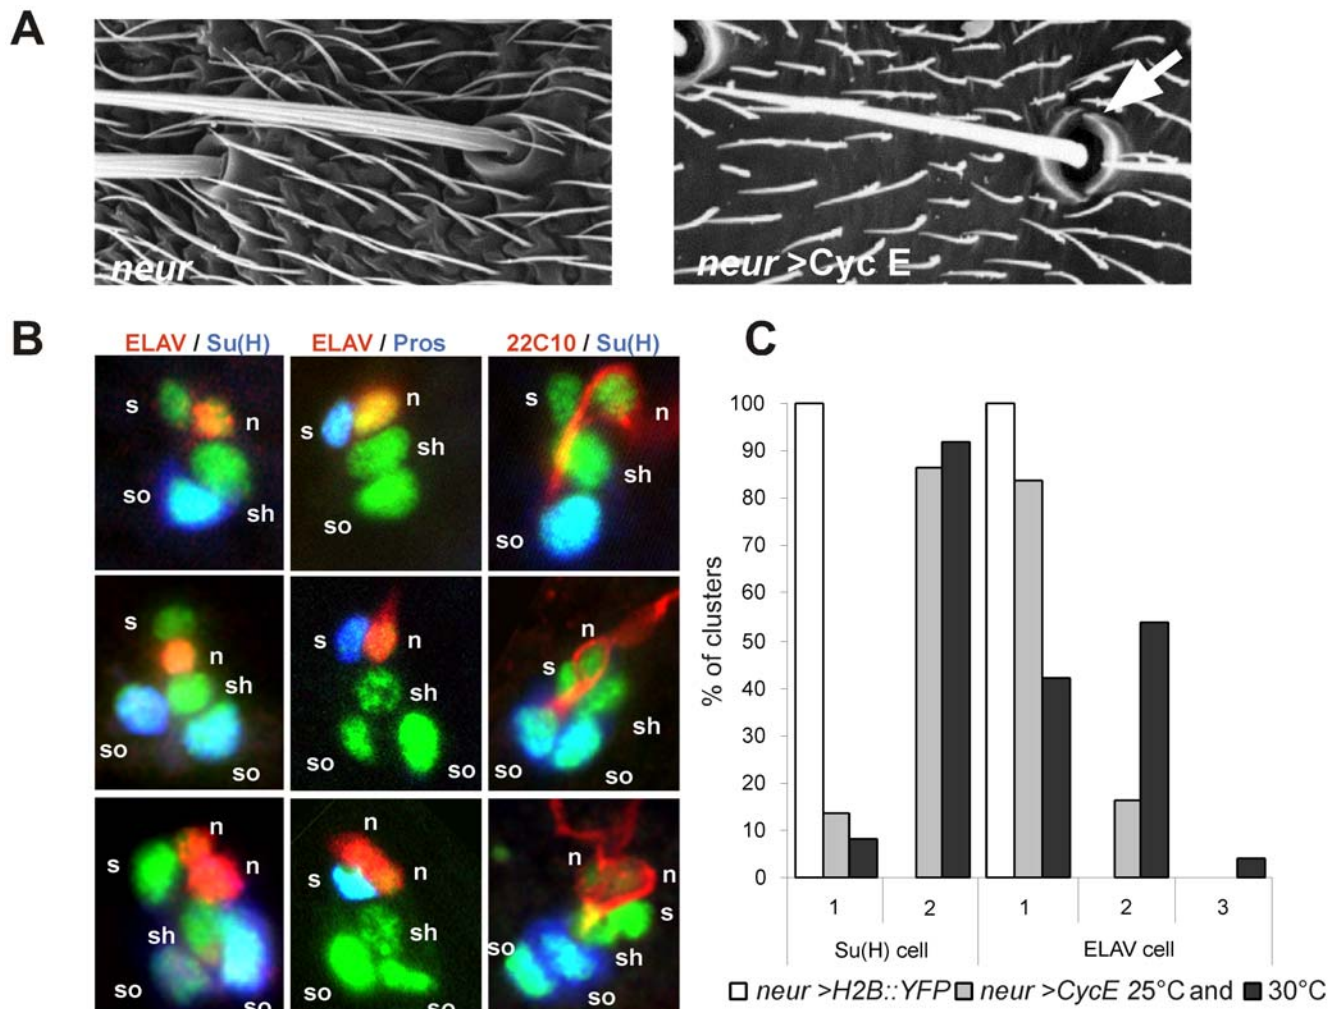 A
neur
neur >Cyc E
B
ELAV / Su(H)
ELAV / Pros
22C10 / Su(H)
s
n
so
sh
n
s
sh
so
s
n
sh
so
s
n
sh
so
so
s
n
sh
so
so
n
s
sh
so
so
n
s
n
sh
so
so
n
s
n
sh
so
so
n
n
s
so
sh
so
C
% of clusters
100
90
80
70
60
50
40
30
20
10
0
1
2
1
2
3
Su(H) cell
ELAV cell
neur >H2B::YFP
neur >CycE 25°C and
30°C